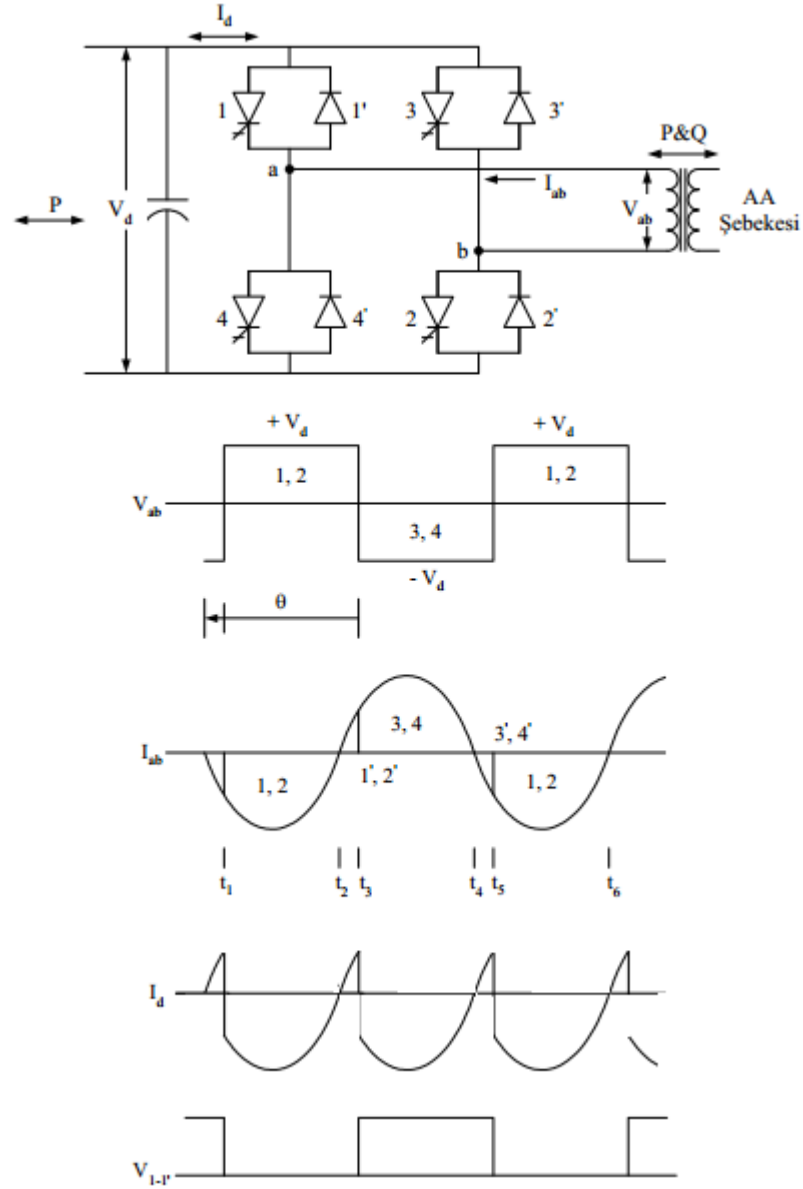 I_d
1
1'
3
3'
P&Q
a
P
V_d
I_ab
V_ab
AA
Şebekesi
b
4
4'
2
2'
+ V_d
+ V_d
1, 2
1, 2
V_ab
3, 4
- V_d
θ
3, 4
3', 4'
I_ab
1, 2
1', 2'
1, 2
t_1
t_2
t_3
t_4
t_5
t_6
I_d
V_1-1'